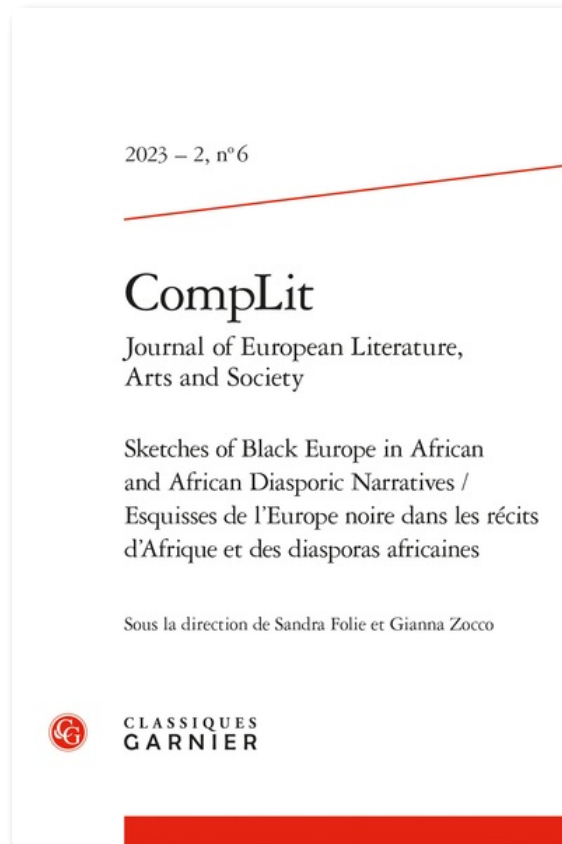 2023 – 2, nº 6
CompLit
Journal of European Literature,
Arts and Society
Sketches of Black Europe in African
and African Diasporic Narratives /
Esquisses de l’Europe noire dans les récits
d’Afrique et des diasporas africaines
Sous la direction de Sandra Folie et Gianna Zocco
CG
CLASSIQUES
GARNIER